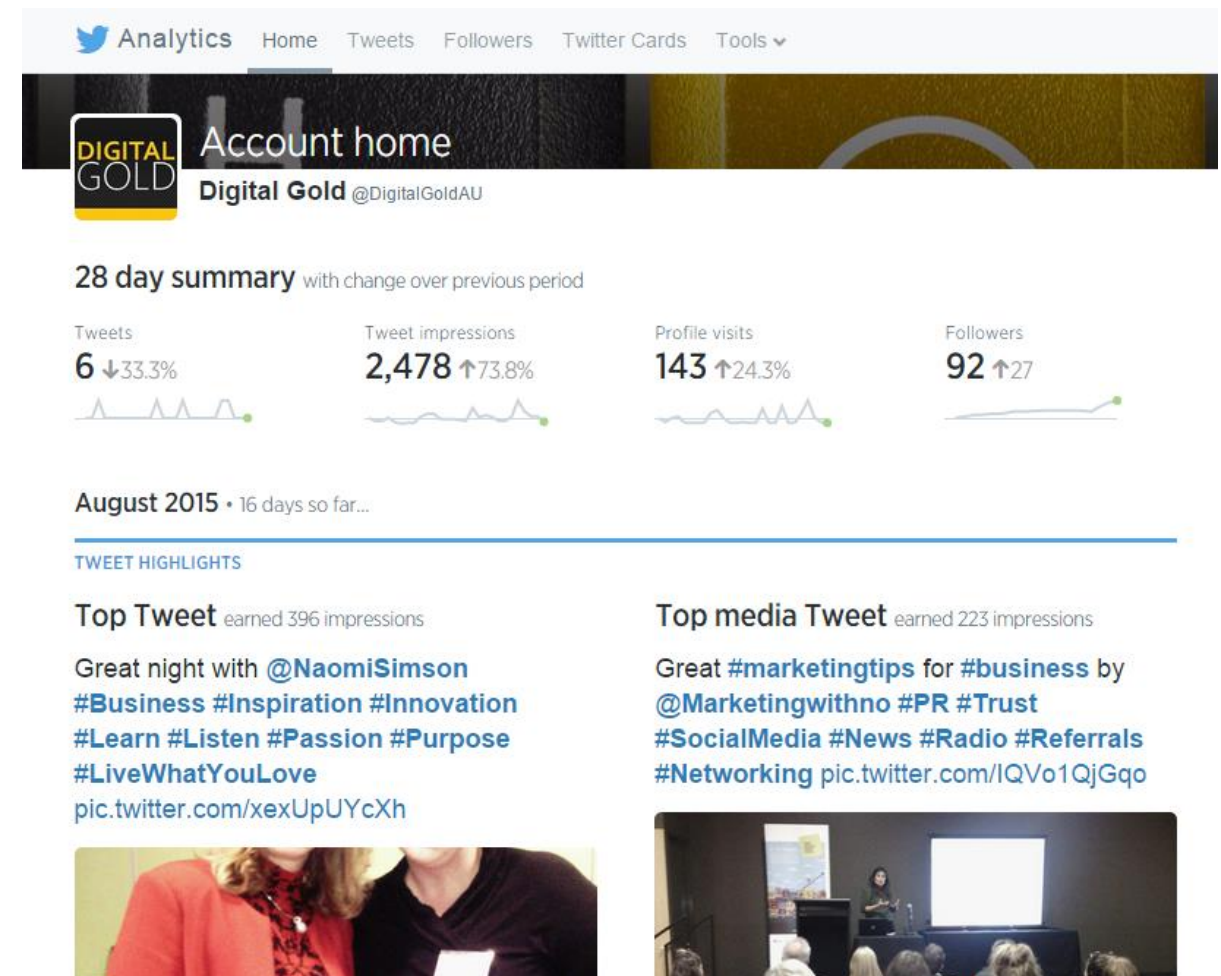 Analytics Home Tweets Followers Twitter Cards Tools
Account home
DIGITAL
GOLD
Digital Gold @DigitalGoldAU
28 day summary with change over previous period
Tweets
6 ↓33.3%
Tweet impressions
2,478 ↑73.8%
Profile visits
143 ↑24.3%
Followers
92 ↑27
August 2015 • 16 days so far...
TWEET HIGHLIGHTS
Top Tweet earned 396 impressions
Great night with @NaomiSimson
#Business #Inspiration #Innovation
#Learn #Listen #Passion #Purpose
#LiveWhatYouLove
pic.twitter.com/xexUpUYcXh
Top media Tweet earned 223 impressions
Great #marketingtips for #business by
@Marketingwithno #PR #Trust
#SocialMedia #News #Radio #Referrals
#Networking pic.twitter.com/IQVo1QjGqo